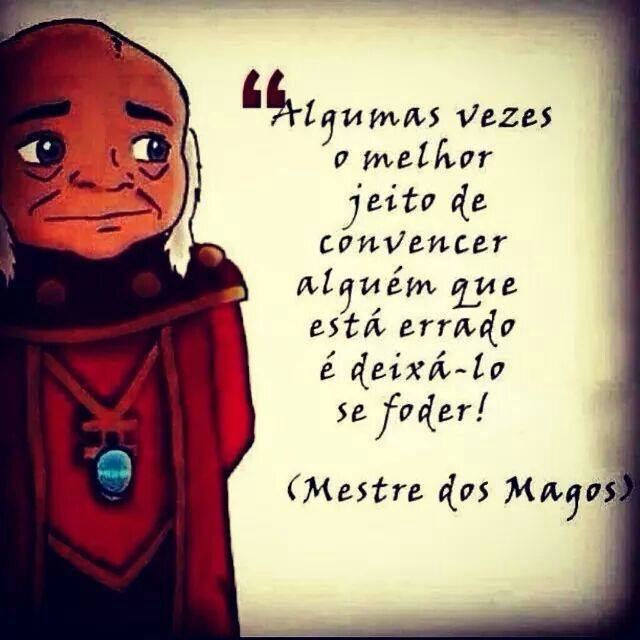 “Algumas vezes
o melhor
jeito de
convencer
alguém que
está errado
é deixá-lo
se foder!
(Mestre dos Magos)